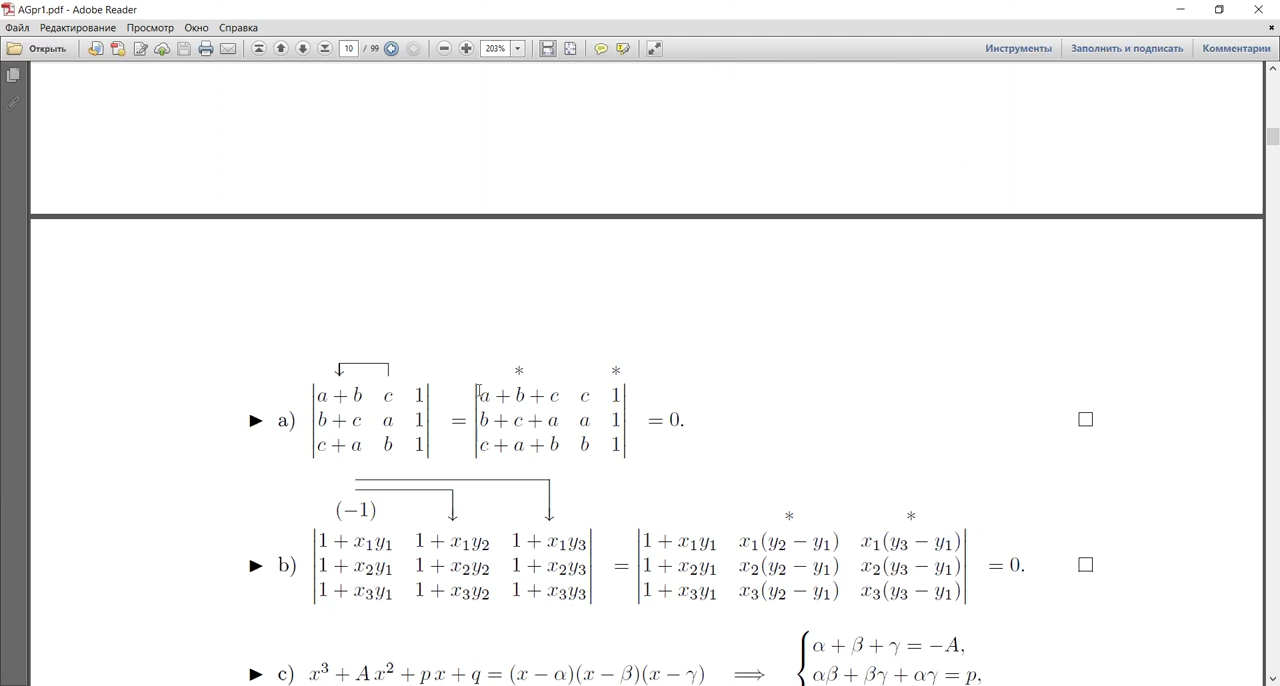 AGpr1.pdf - Adobe Reader
Файл Редактирование Просмотр Окно Справка
Открыть 10 / 99 203% Инструменты Заполнить и подписать Комментарии
* *
a + b c 1 a + b + c c 1
► a) b + c a 1 = b + c + a a 1 = 0. □
c + a b 1 c + a + b b 1
(−1) * *
1 + x₁y₁ 1 + x₁y₂ 1 + x₁y₃ 1 + x₁y₁ x₁(y₂ − y₁) x₁(y₃ − y₁)
► b) 1 + x₂y₁ 1 + x₂y₂ 1 + x₂y₃ = 1 + x₂y₁ x₂(y₂ − y₁) x₂(y₃ − y₁) = 0. □
1 + x₃y₁ 1 + x₃y₂ 1 + x₃y₃ 1 + x₃y₁ x₃(y₂ − y₁) x₃(y₃ − y₁)
α + β + γ = −A,
► c) x³ + A x² + p x + q = (x − α)(x − β)(x − γ) ⟹ { αβ + βγ + αγ = p,